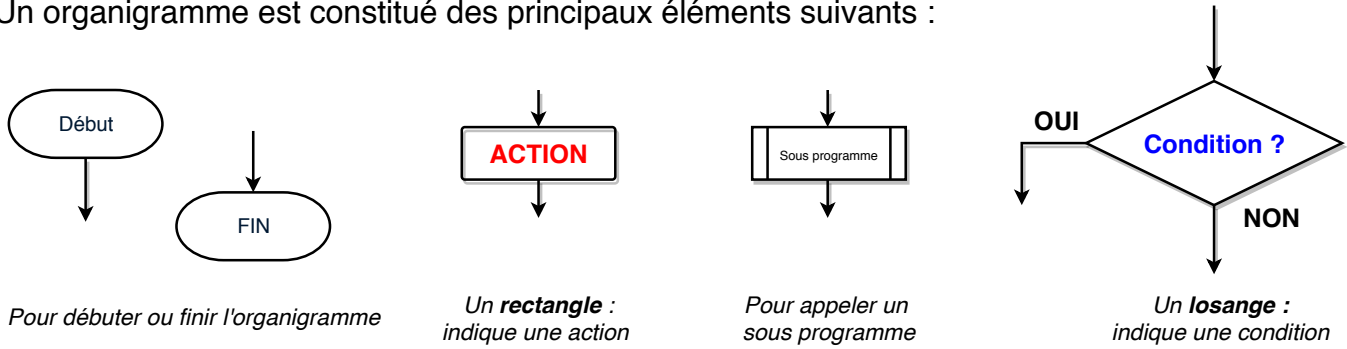 Un organigramme est constitué des principaux éléments suivants :
Début
FIN
Pour débuter ou finir l'organigramme
ACTION
Un rectangle :
indique une action
Sous programme
Pour appeler un
sous programme
OUI
Condition ?
NON
Un losange :
indique une condition